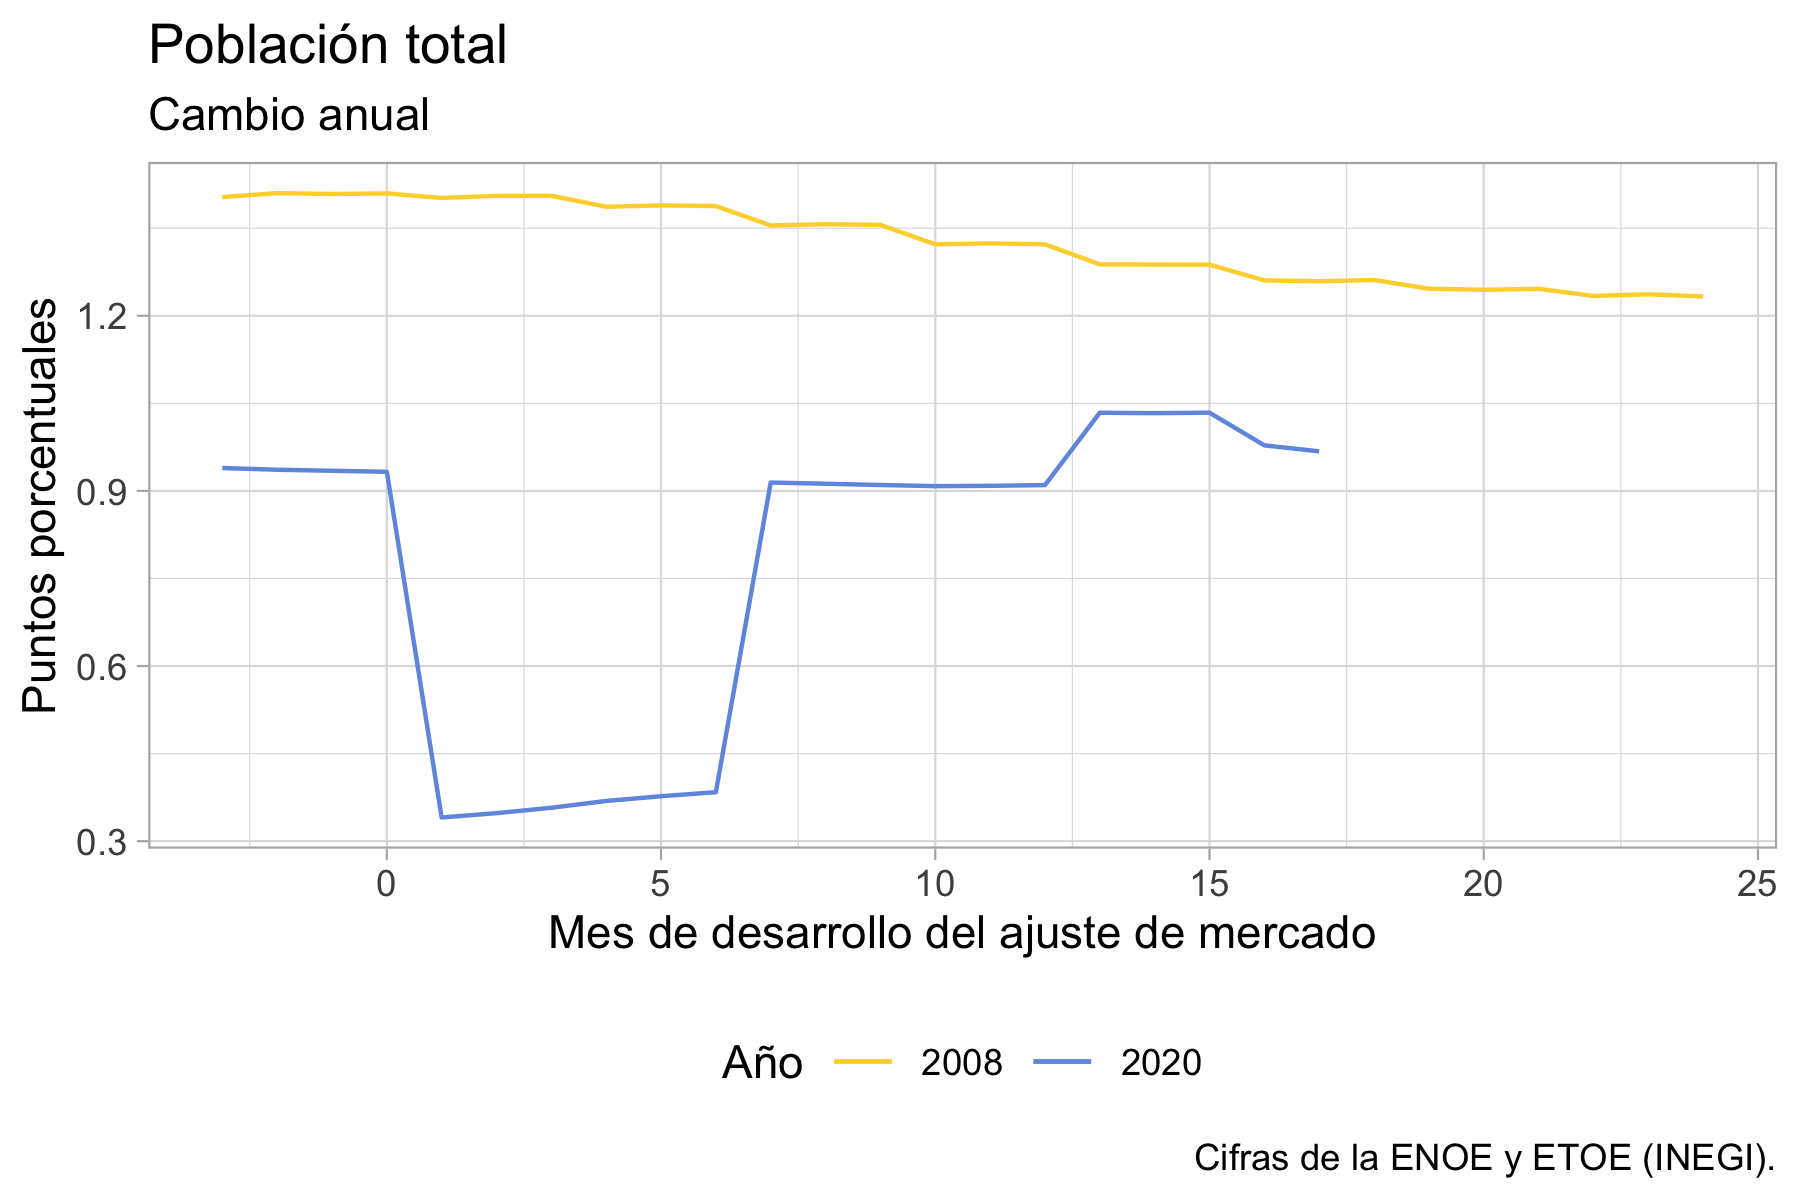 Población total
Cambio anual
Puntos porcentuales
1.2
0.9
0.6
0.3
0 5 10 15 20 25
Mes de desarrollo del ajuste de mercado
Año 2008 2020
Cifras de la ENOE y ETOE (INEGI).